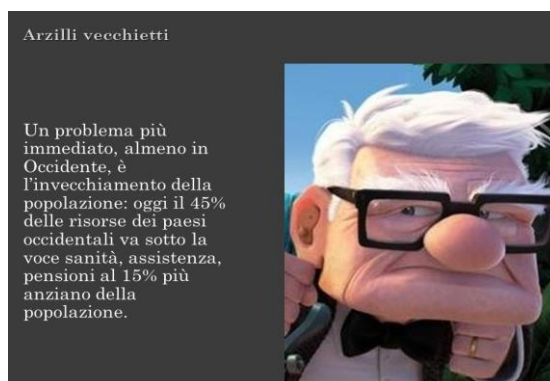 Arzilli vecchietti
Un problema più
immediato, almeno in
Occidente, è
l'invecchiamento della
popolazione: oggi il 45%
delle risorse dei paesi
occidentali va sotto la
voce sanità, assistenza,
pensioni al 15% più
anziano della
popolazione.